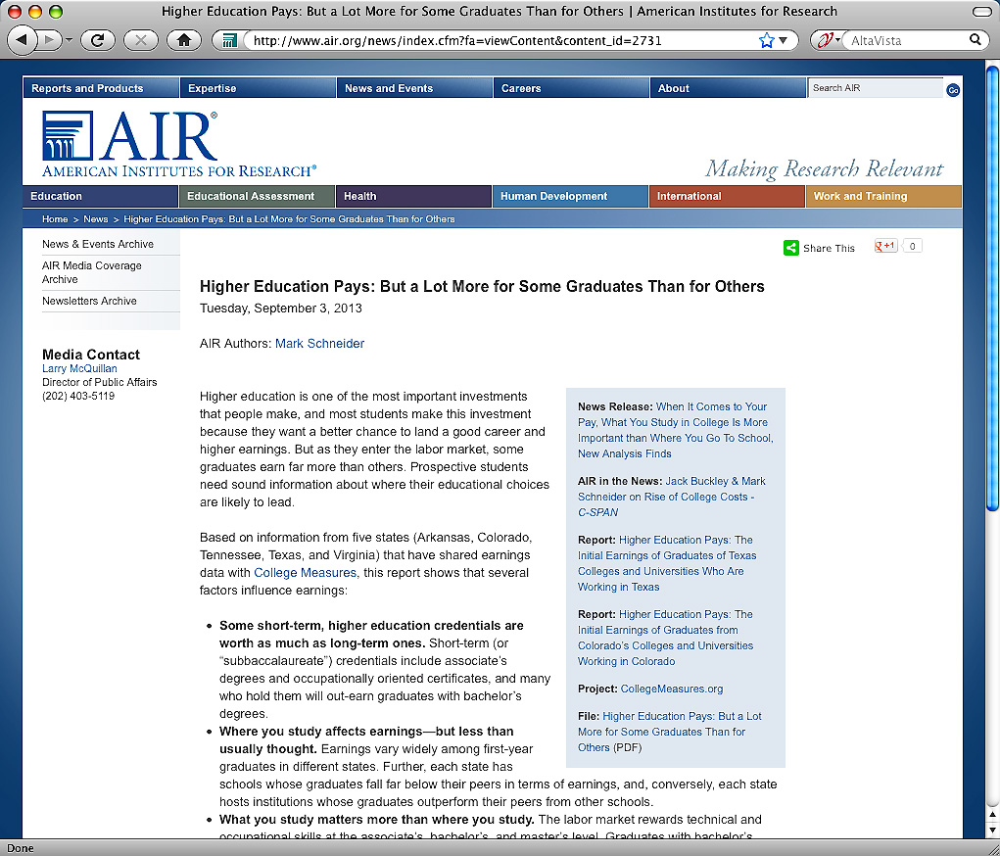 Higher Education Pays: But a Lot More for Some Graduates Than for Others | American Institutes for Research
http://www.air.org/news/index.cfm?fa=viewContent&content_id=2731
AltaVista
Reports and Products
Expertise
News and Events
Careers
About
Search AIR
Go
AIR®
AMERICAN INSTITUTES FOR RESEARCH®
Making Research Relevant
Education
Educational Assessment
Health
Human Development
International
Work and Training
Home > News > Higher Education Pays: But a Lot More for Some Graduates Than for Others
News & Events Archive
AIR Media Coverage
Archive
Newsletters Archive
Media Contact
Larry McQuillan
Director of Public Affairs
(202) 403-5119
Share This
+1
0
Higher Education Pays: But a Lot More for Some Graduates Than for Others
Tuesday, September 3, 2013
AIR Authors: Mark Schneider
Higher education is one of the most important investments
that people make, and most students make this investment
because they want a better chance to land a good career and
higher earnings. But as they enter the labor market, some
graduates earn far more than others. Prospective students
need sound information about where their educational choices
are likely to lead.
Based on information from five states (Arkansas, Colorado,
Tennessee, Texas, and Virginia) that have shared earnings
data with College Measures, this report shows that several
factors influence earnings:
• Some short-term, higher education credentials are
worth as much as long-term ones. Short-term (or
“subbaccalaureate”) credentials include associate’s
degrees and occupationally oriented certificates, and many
who hold them will out-earn graduates with bachelor’s
degrees.
• Where you study affects earnings—but less than
usually thought. Earnings vary widely among first-year
graduates in different states. Further, each state has
schools whose graduates fall far below their peers in terms of earnings, and, conversely, each state
hosts institutions whose graduates outperform their peers from other schools.
• What you study matters more than where you study. The labor market rewards technical and
occupational skills at the associate’s, bachelor’s, and master’s level. Graduates with bachelor’s
News Release: When It Comes to Your
Pay, What You Study in College Is More
Important than Where You Go To School,
New Analysis Finds
AIR in the News: Jack Buckley & Mark
Schneider on Rise of College Costs -
C-SPAN
Report: Higher Education Pays: The
Initial Earnings of Graduates of Texas
Colleges and Universities Who Are
Working in Texas
Report: Higher Education Pays: The
Initial Earnings of Graduates from
Colorado’s Colleges and Universities
Working in Colorado
Project: CollegeMeasures.org
File: Higher Education Pays: But a Lot
More for Some Graduates Than for
Others (PDF)
Done